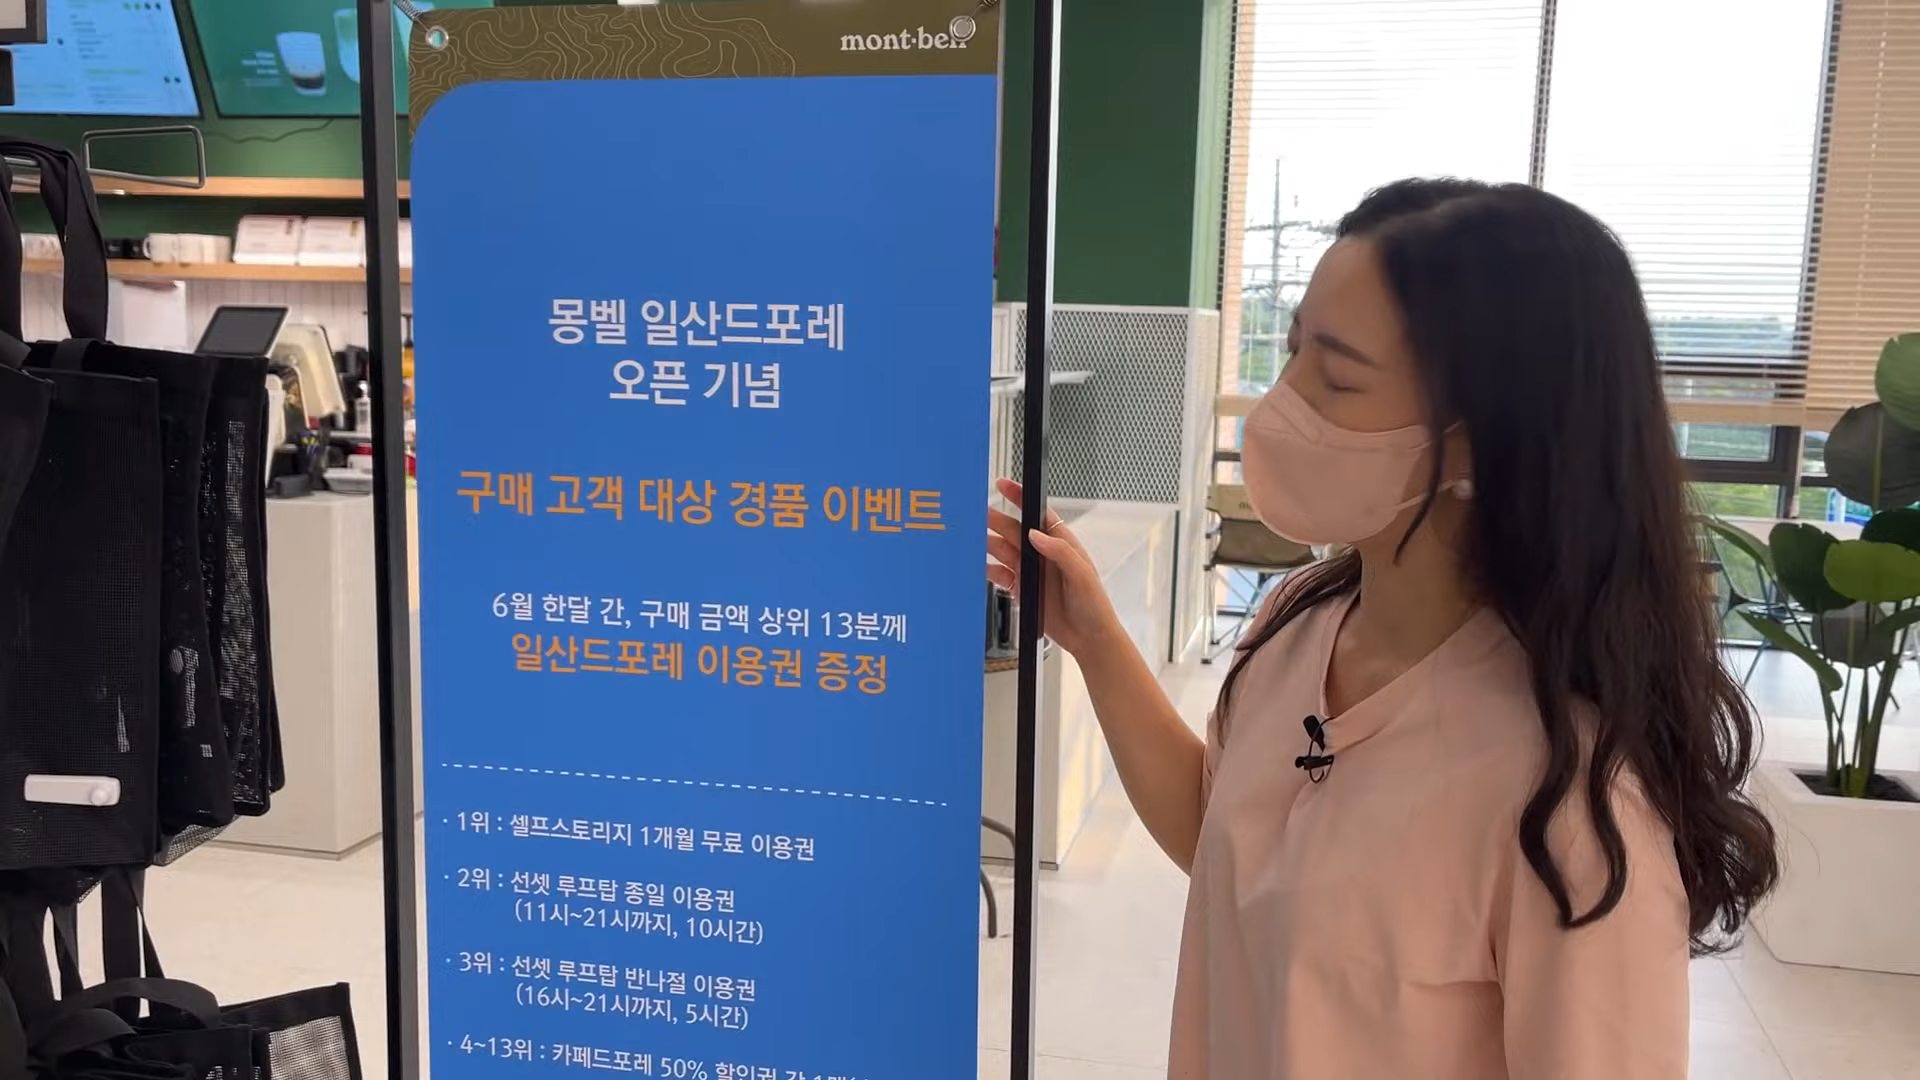 mont·bell
몽벨 일산드포레
오픈 기념
구매 고객 대상 경품 이벤트
6월 한달 간, 구매 금액 상위 13분께
일산드포레 이용권 증정
· 1위 : 셀프스토리지 1개월 무료 이용권
· 2위 : 선셋 루프탑 종일 이용권
(11시~21시까지, 10시간)
· 3위 : 선셋 루프탑 반나절 이용권
(16시~21시까지, 5시간)
· 4~13위 : 카페드포레 50% 할인권 각